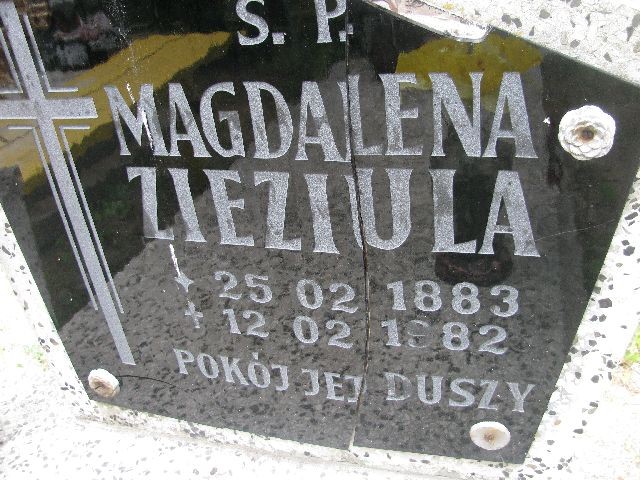 Ś. P.
MAGDALENA
ZIEZIULA
* 25 02 1883
+ 12 02 1982
POKÓJ JEJ DUSZY